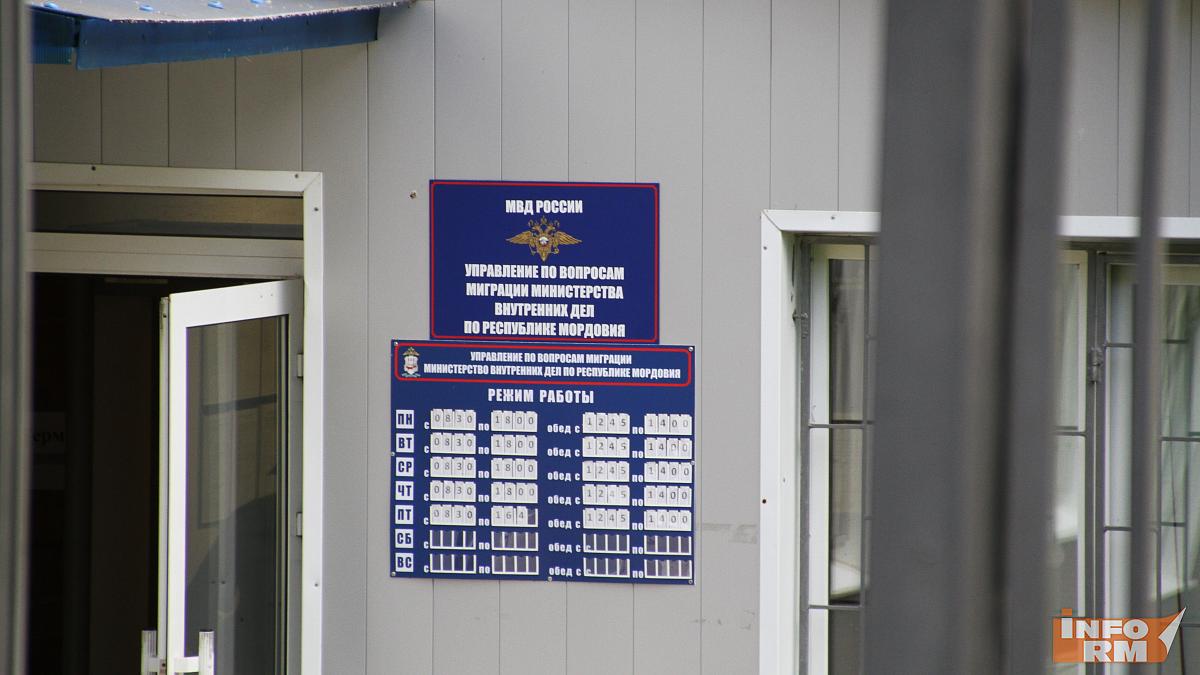 МВД РОССИИ
УПРАВЛЕНИЕ ПО ВОПРОСАМ
МИГРАЦИИ МИНИСТЕРСТВА
ВНУТРЕННИХ ДЕЛ
ПО РЕСПУБЛИКЕ МОРДОВИЯ
УПРАВЛЕНИЕ ПО ВОПРОСАМ МИГРАЦИИ
МИНИСТЕРСТВО ВНУТРЕННИХ ДЕЛ ПО РЕСПУБЛИКЕ МОРДОВИЯ
РЕЖИМ РАБОТЫ
ПН с 0830 по 1800 обед с 1245 по 1400
ВТ с 0830 по 1800 обед с 1245 по 1400
СР с 0830 по 1800 обед с 1245 по 1400
ЧТ с 0830 по 1800 обед с 1245 по 1400
ПТ с 0830 по 164 обед с 1245 по 1400
СБ с по обед с по
ВС с по обед с по
INFO
RM